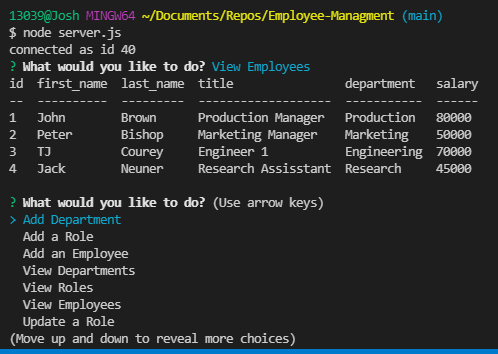 13039@Josh MINGW64 ~/Documents/Repos/Employee-Managment (main)
$ node server.js
connected as id 40
? What would you like to do? View Employees
id  first_name  last_name  title                department   salary
--  ----------  ---------  -------------------  -----------  ------
1   John        Brown      Production Manager   Production   80000
2   Peter       Bishop     Marketing Manager    Marketing    50000
3   TJ          Courey     Engineer 1           Engineering  70000
4   Jack        Neuner     Research Assisstant  Research     45000
? What would you like to do? (Use arrow keys)
> Add Department
  Add a Role
  Add an Employee
  View Departments
  View Roles
  View Employees
  Update a Role
(Move up and down to reveal more choices)